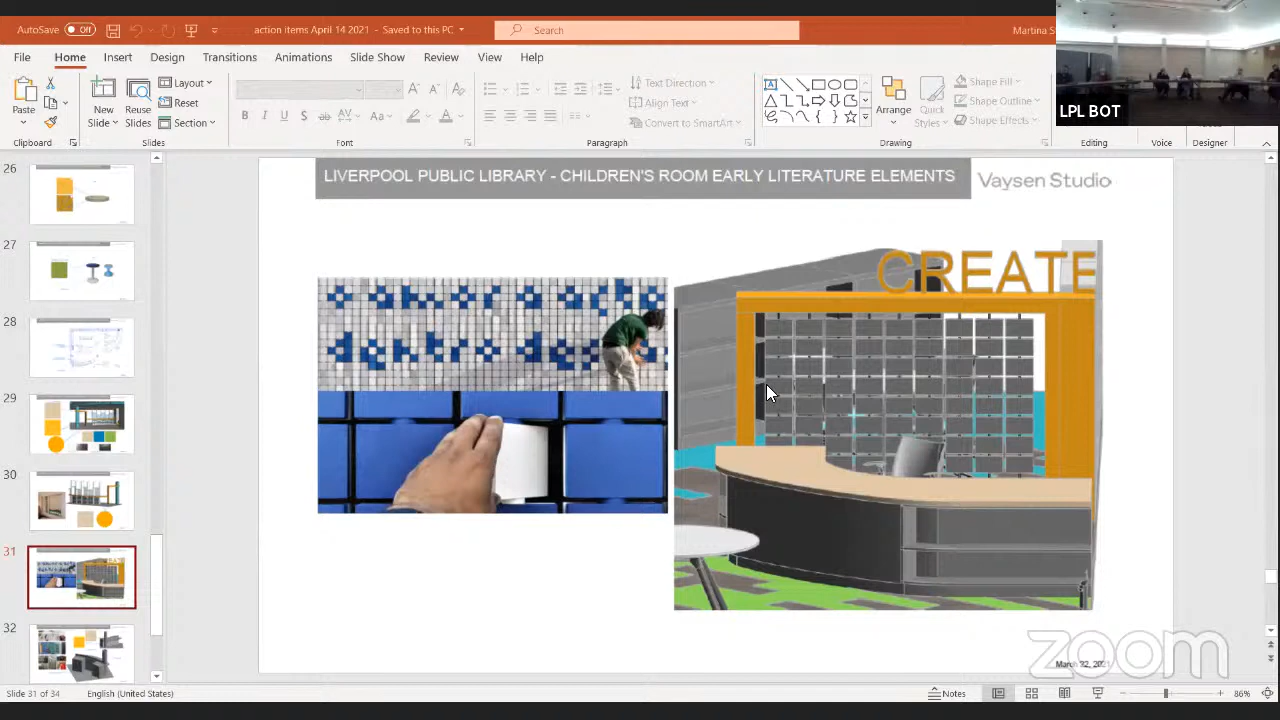 AutoSave Off
action items April 14 2021 - Saved to this PC
Search
Martina S
File Home Insert Design Transitions Animations Slide Show Review View Help
Paste
New
Slide
Reuse
Slides
Layout
Reset
Section
Text Direction
Align Text
Convert to SmartArt
Arrange
Quick
Styles
Shape Fill
Shape Outline
Shape Effects
LPL BOT
Clipboard Slides Font Paragraph Drawing Editing Voice Designer
26
27
28
29
30
31
32
LIVERPOOL PUBLIC LIBRARY - CHILDREN'S ROOM EARLY LITERATURE ELEMENTS
Vaysen Studio
CREATE
zoom
March 22, 2021
Slide 31 of 34 English (United States) Notes 86%